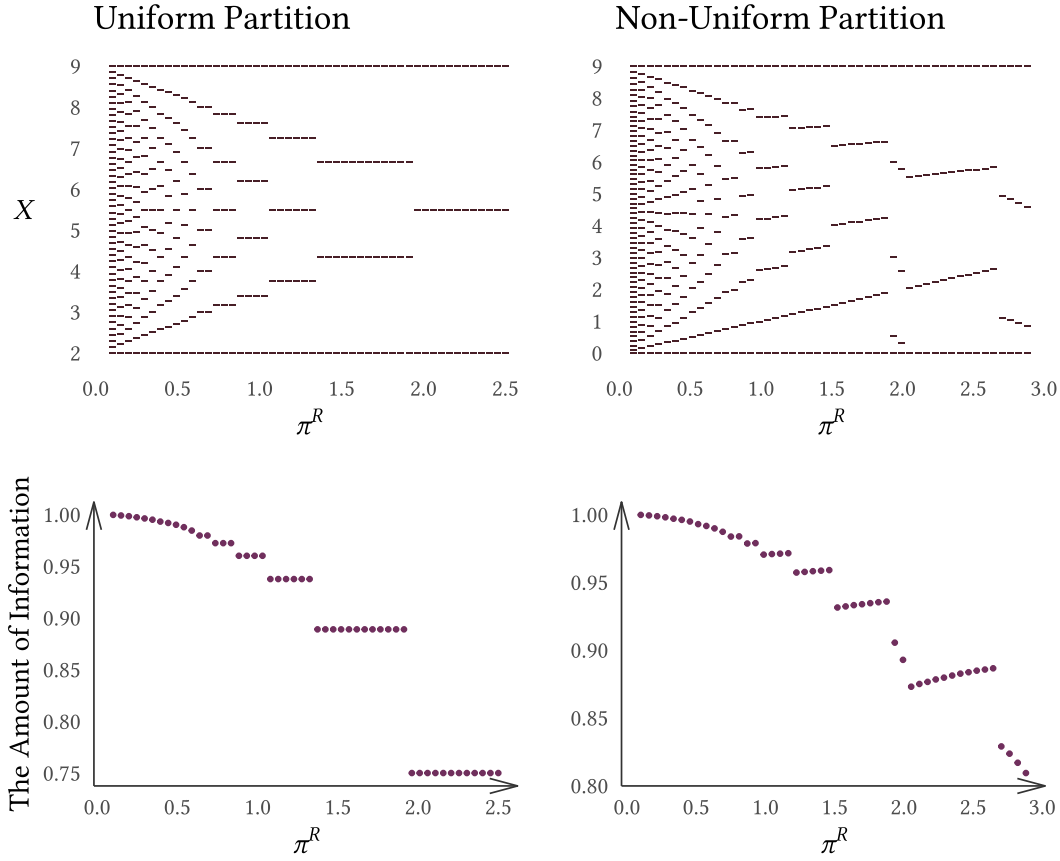 Uniform Partition
Non-Uniform Partition
9
8
7
6
5
4
3
2
X
0.0 0.5 1.0 1.5 2.0 2.5
π^R
9
8
7
6
5
4
3
2
1
0
0.0 0.5 1.0 1.5 2.0 2.5 3.0
π^R
The Amount of Information
1.00
0.95
0.90
0.85
0.80
0.75
0.0 0.5 1.0 1.5 2.0 2.5
π^R
1.00
0.95
0.90
0.85
0.80
0.0 0.5 1.0 1.5 2.0 2.5 3.0
π^R